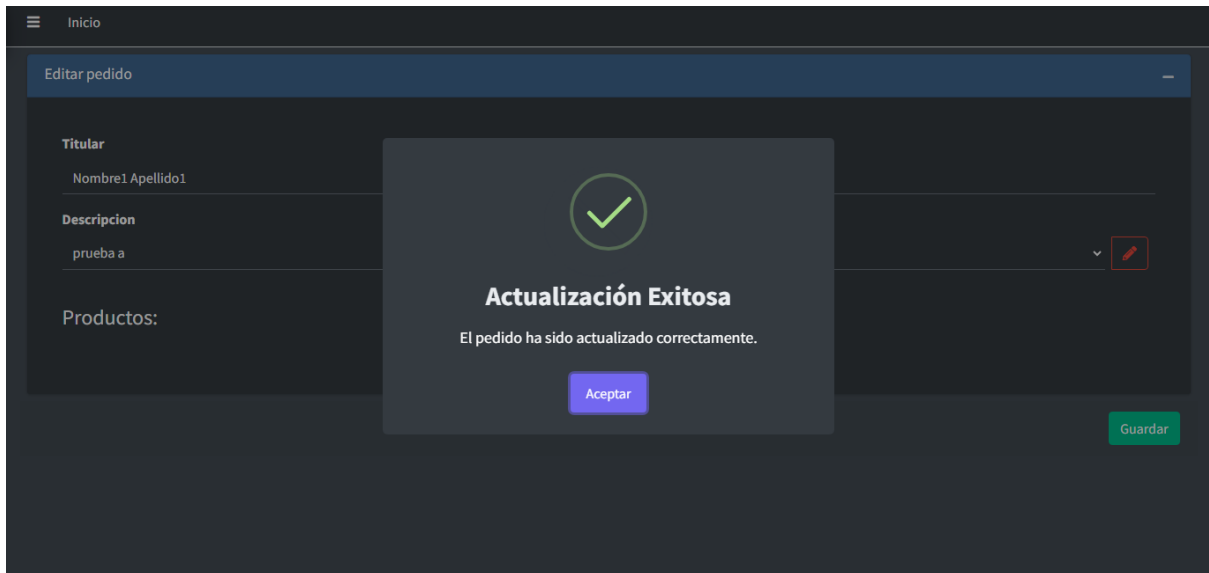 Inicio
Editar pedido
Titular
Nombre1 Apellido1
Descripcion
prueba a
Productos:
Actualización Exitosa
El pedido ha sido actualizado correctamente.
Aceptar
Guardar